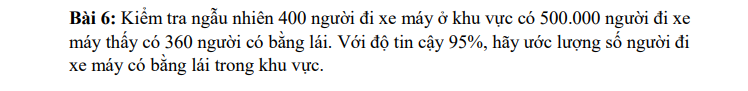 Bài 6: Kiểm tra ngẫu nhiên 400 người đi xe máy ở khu vực có 500.000 người đi xe
máy thấy có 360 người có bằng lái. Với độ tin cậy 95%, hãy ước lượng số người đi
xe máy có bằng lái trong khu vực.